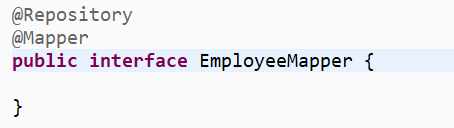 @Repository
@Mapper
public interface EmployeeMapper {
}